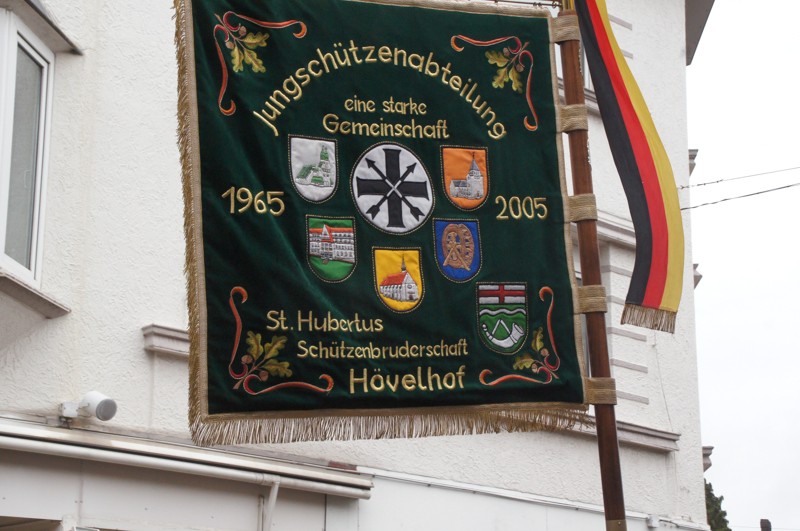 Jungschützenabteilung
eine starke
Gemeinschaft
1965
2005
St. Hubertus
Schützenbruderschaft
Hövelhof